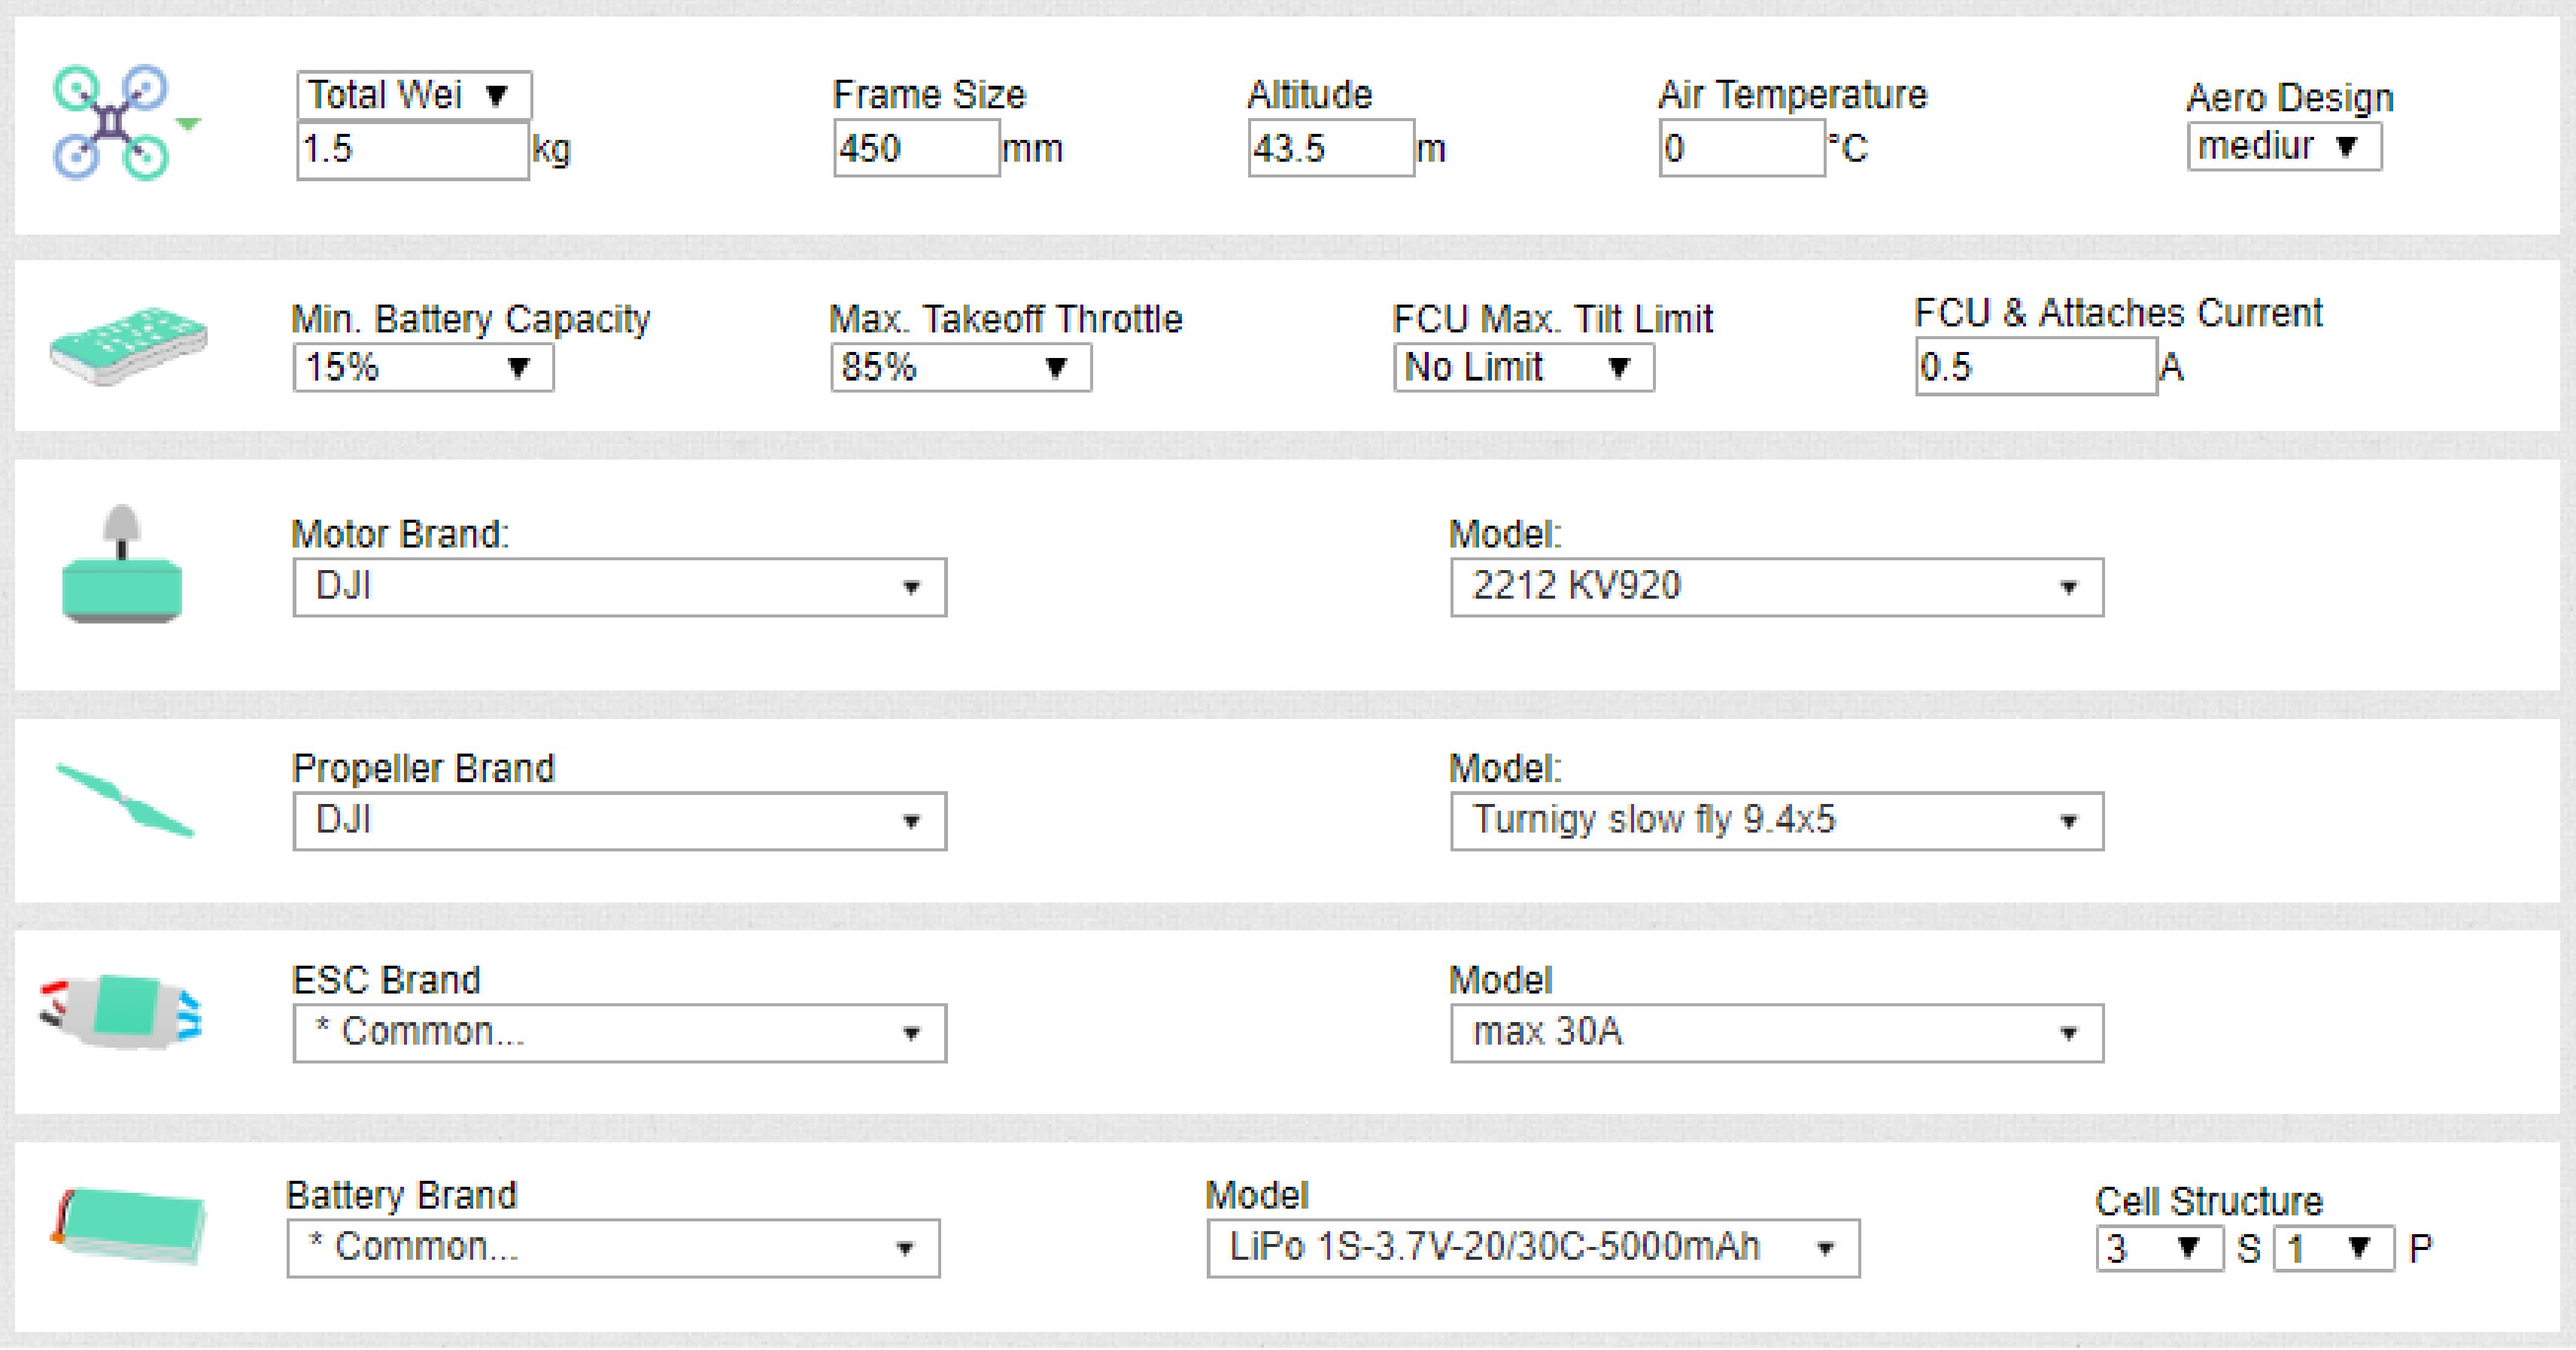 Total Wei
Frame Size
Altitude
Air Temperature
Aero Design
1.5 kg
450 mm
43.5 m
0 °C
mediur
Min. Battery Capacity
Max. Takeoff Throttle
FCU Max. Tilt Limit
FCU & Attaches Current
15%
85%
No Limit
0.5 A
Motor Brand:
Model:
DJI
2212 KV920
Propeller Brand
Model:
DJI
Turnigy slow fly 9.4x5
ESC Brand
Model
* Common...
max 30A
Battery Brand
Model
Cell Structure
* Common...
LiPo 1S-3.7V-20/30C-5000mAh
3 S 1 P